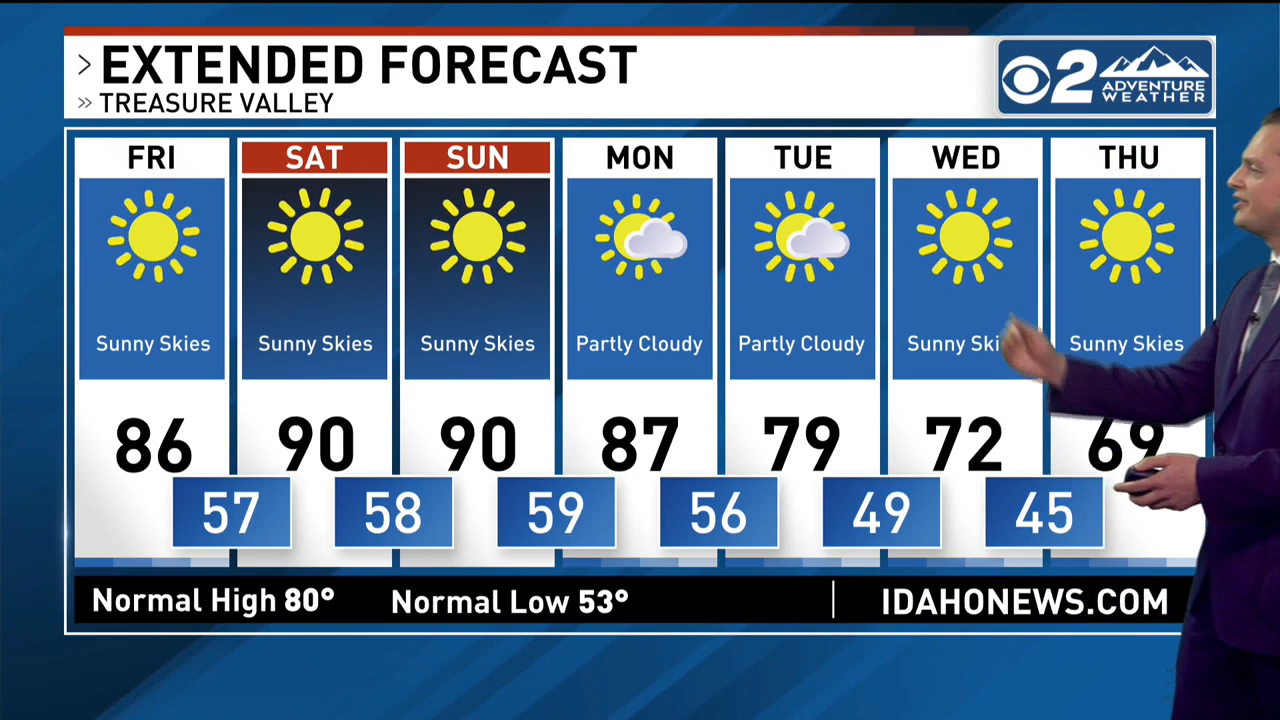 > EXTENDED FORECAST
» TREASURE VALLEY
2 ADVENTURE
WEATHER
FRI SAT SUN MON TUE WED THU
Sunny Skies Sunny Skies Sunny Skies Partly Cloudy Partly Cloudy Sunny Sunny Skies
86 90 90 87 79 72 69
57 58 59 56 49 45
Normal High 80° Normal Low 53° IDAHONEWS.COM